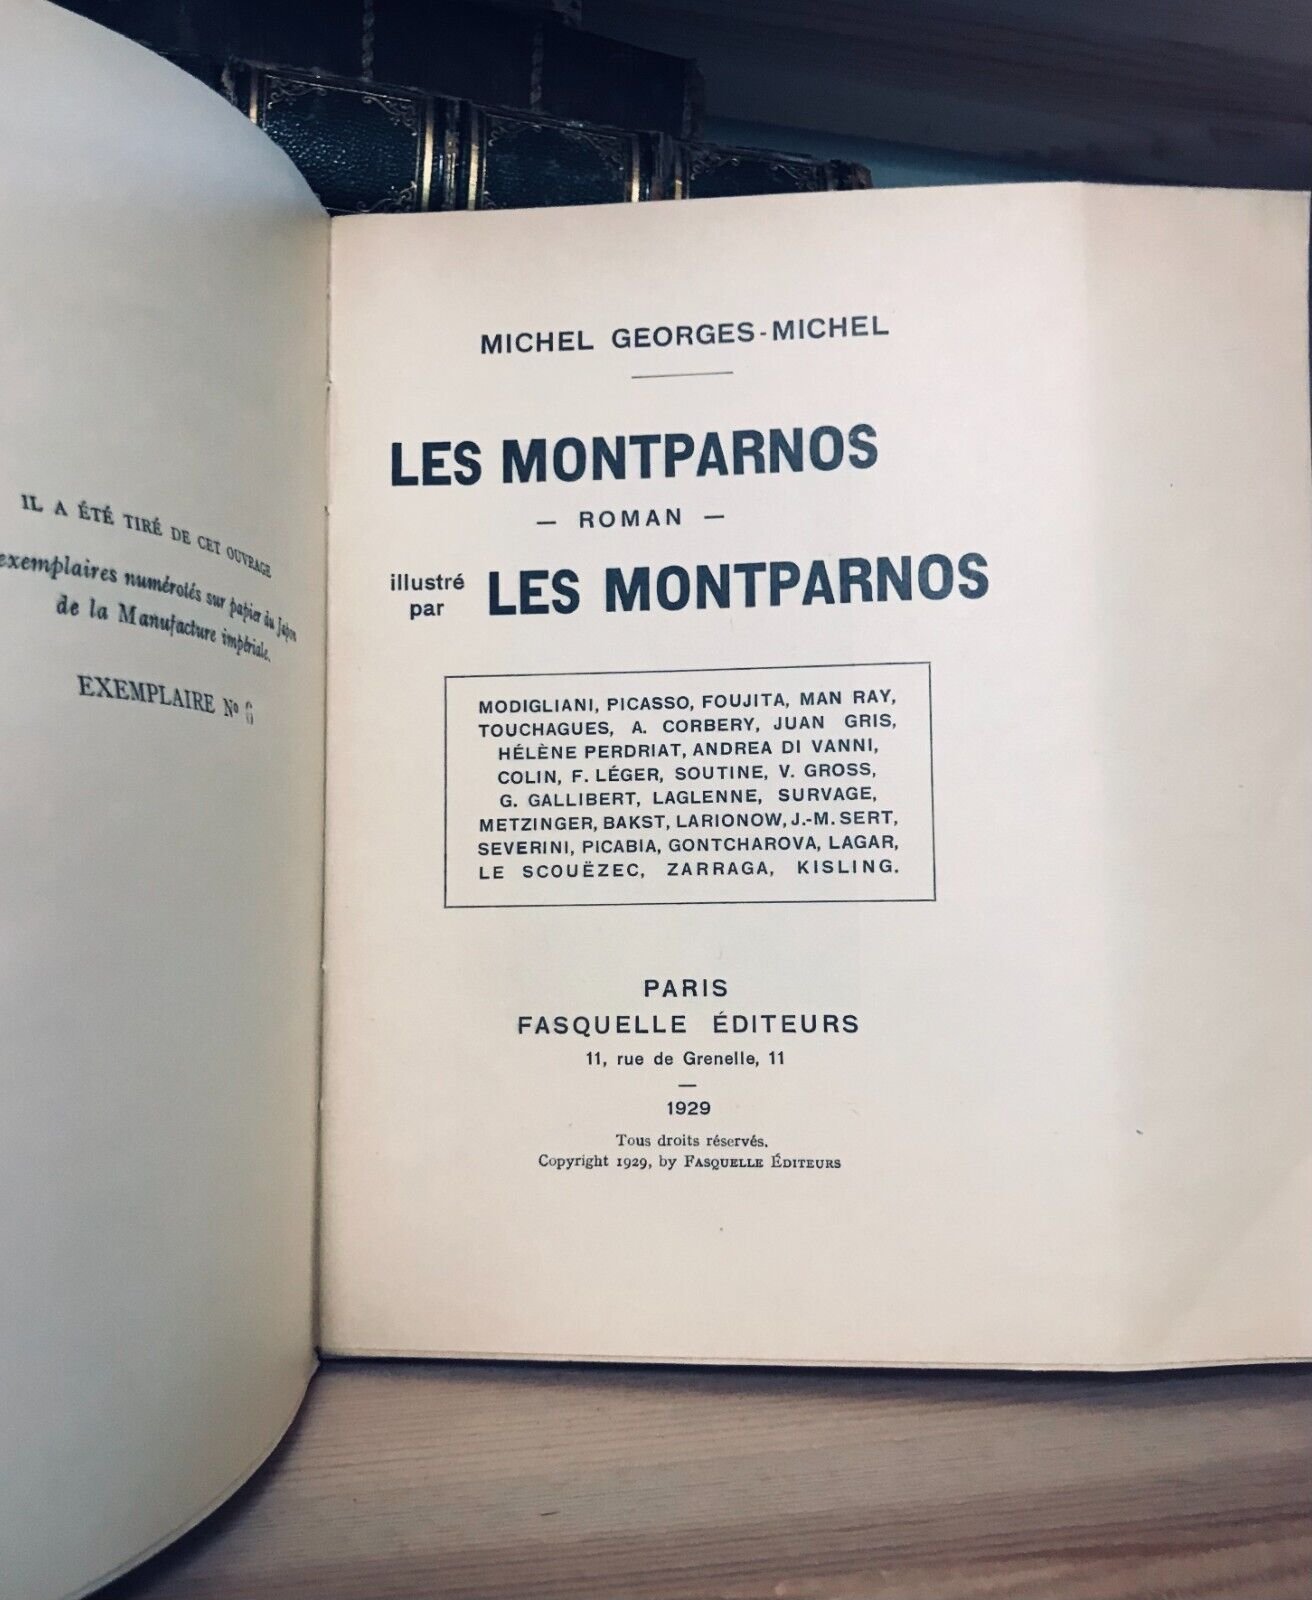 IL A ÉTÉ TIRÉ DE CET OUVRAGE
exemplaires numérotés sur papier du Japon
de la Manufacture impériale.
EXEMPLAIRE Nº 6
MICHEL GEORGES-MICHEL
LES MONTPARNOS
— ROMAN —
illustré par LES MONTPARNOS
MODIGLIANI, PICASSO, FOUJITA, MAN RAY,
TOUCHAGUES, A. CORBERY, JUAN GRIS,
HÉLÈNE PERDRIAT, ANDREA DI VANNI,
COLIN, F. LÉGER, SOUTINE, V. GROSS,
G. GALLIBERT, LAGLENNE, SURVAGE,
METZINGER, BAKST, LARIONOW, J.-M. SERT,
SEVERINI, PICABIA, GONTCHAROVA, LAGAR,
LE SCOUËZEC, ZARRAGA, KISLING.
PARIS
FASQUELLE ÉDITEURS
11, rue de Grenelle, 11
—
1929
Tous droits réservés.
Copyright 1929, by FASQUELLE ÉDITEURS